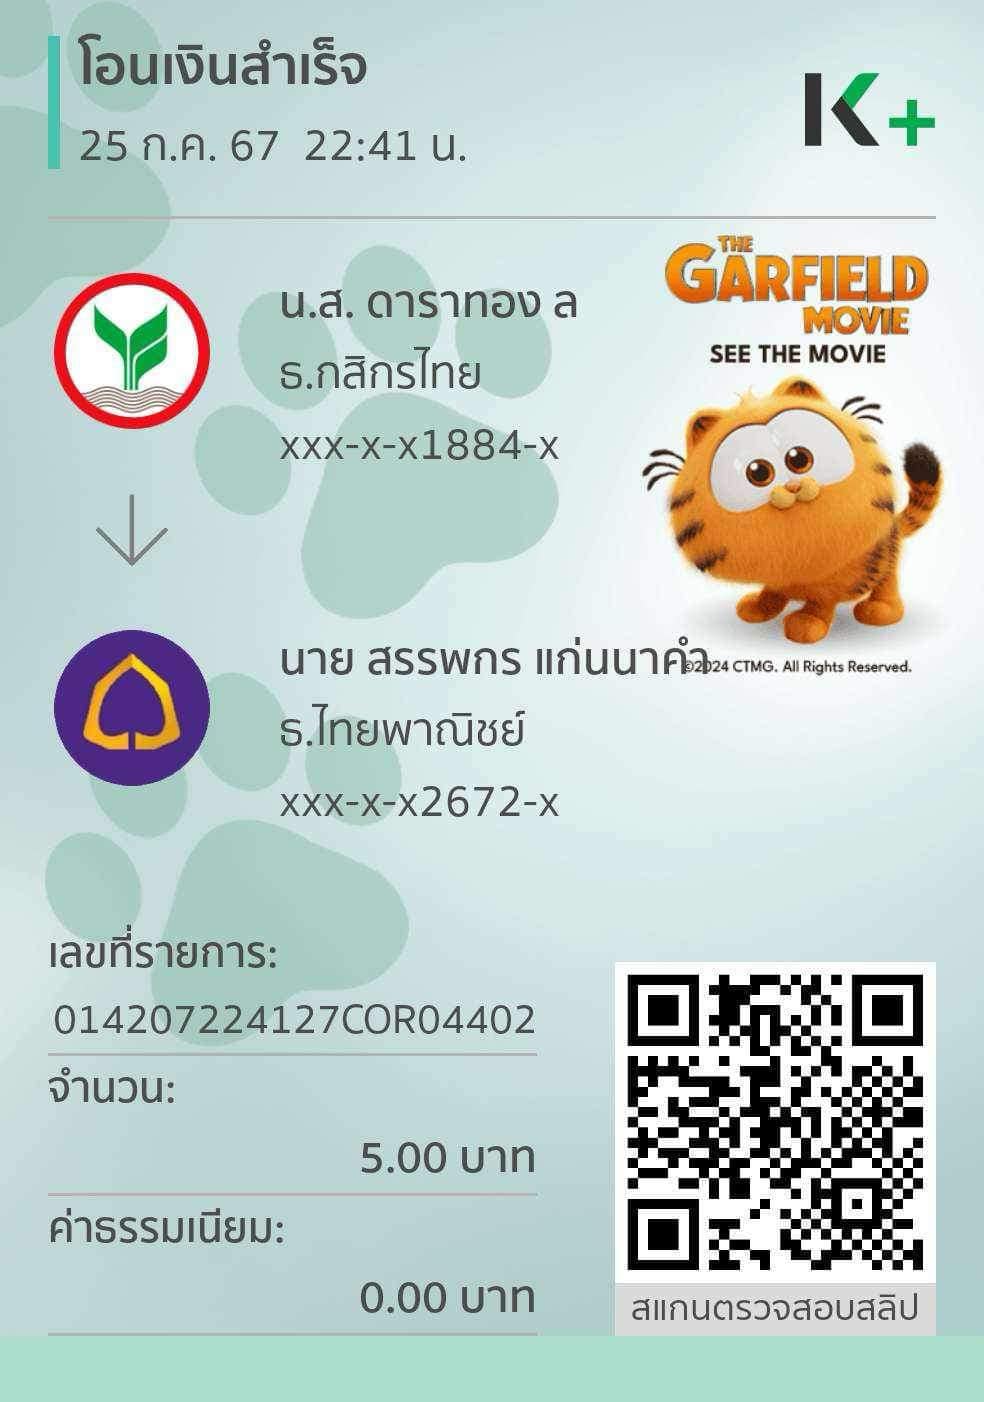 โอนเงินสำเร็จ
25 ก.ค. 67 22:41 น.
K+
THE
GARFIELD
MOVIE
SEE THE MOVIE
น.ส. ดาราทอง ล
ธ.กสิกรไทย
xxx-x-x1884-x
นาย สรรพกร แก่นนาคำ
©2024 CTMG. All Rights Reserved.
ธ.ไทยพาณิชย์
xxx-x-x2672-x
เลขที่รายการ:
014207224127COR04402
จำนวน:
5.00 บาท
ค่าธรรมเนียม:
0.00 บาท
สแกนตรวจสอบสลิป